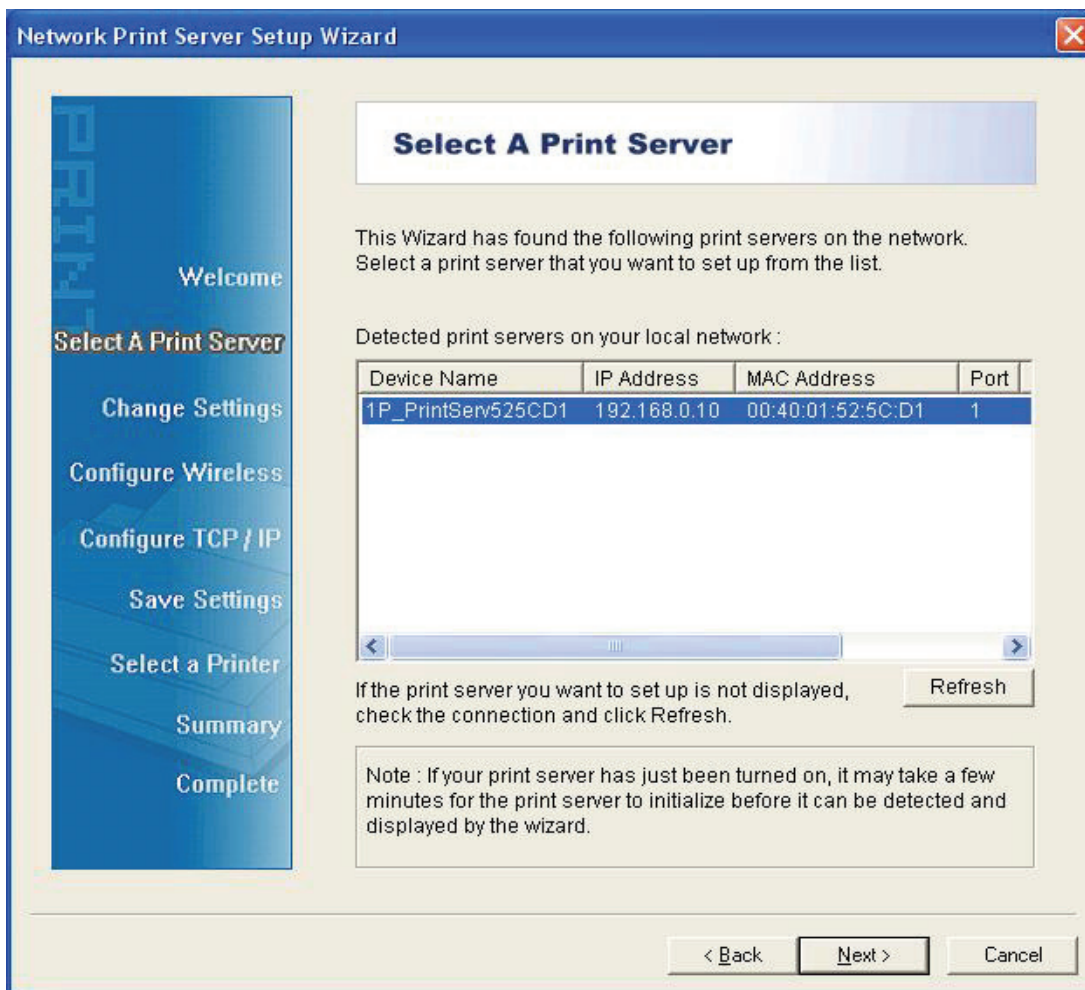 Network Print Server Setup Wizard
PRINT
Welcome
Select A Print Server
Change Settings
Configure Wireless
Configure TCP / IP
Save Settings
Select a Printer
Summary
Complete
Select A Print Server
This Wizard has found the following print servers on the network.
Select a print server that you want to set up from the list.
Detected print servers on your local network :
Device Name IP Address MAC Address Port
1P_PrintServ525CD1 192.168.0.10 00:40:01:52:5C:D1 1
If the print server you want to set up is not displayed,
check the connection and click Refresh.
Refresh
Note : If your print server has just been turned on, it may take a few
minutes for the print server to initialize before it can be detected and
displayed by the wizard.
< Back Next > Cancel